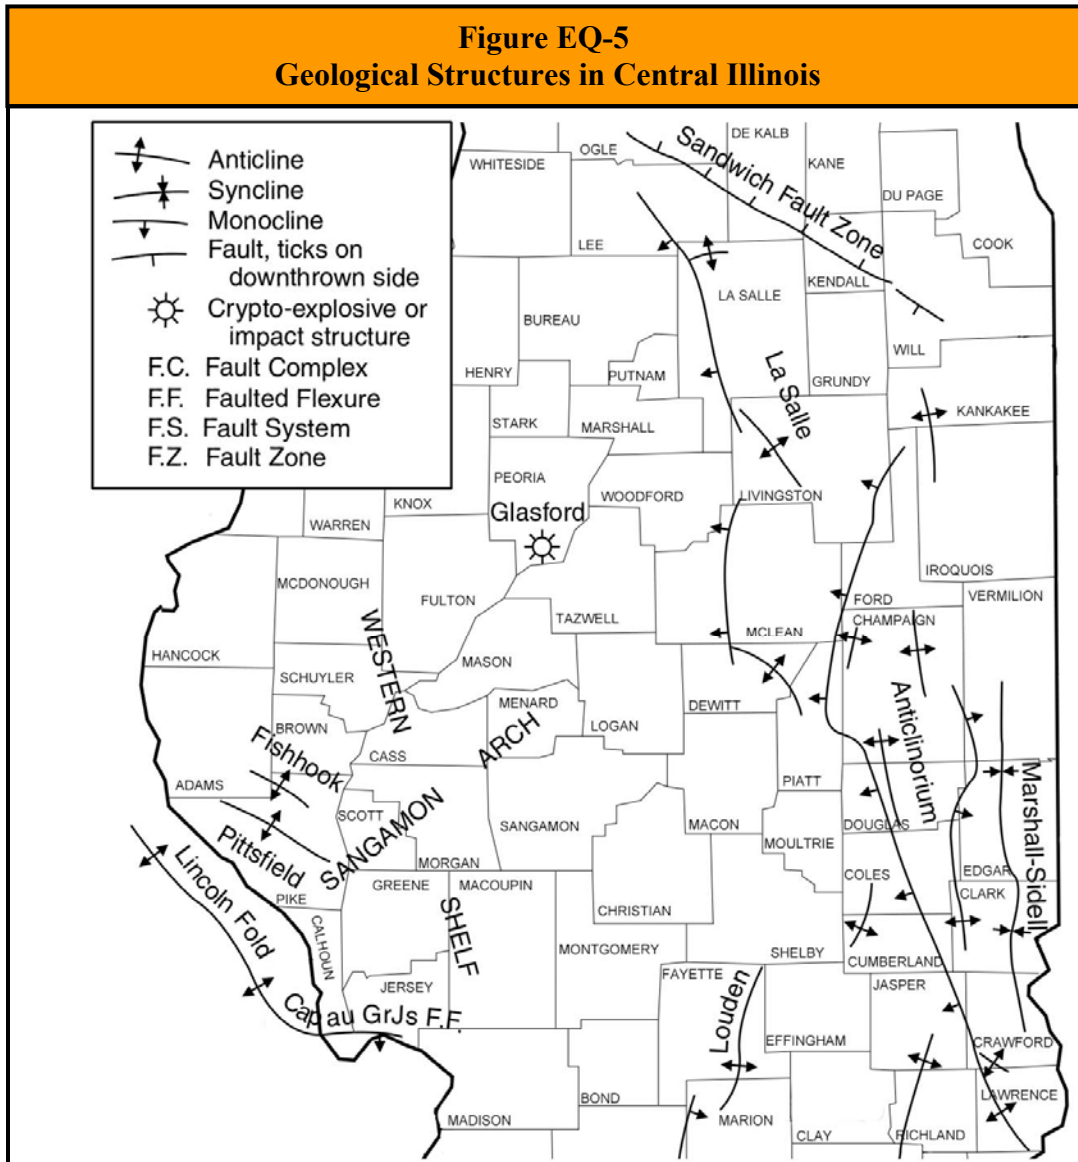 Figure EQ-5
Geological Structures in Central Illinois
Anticline
Syncline
Monocline
Fault, ticks on
downthrown side
Crypto-explosive or
impact structure
F.C. Fault Complex
F.F. Faulted Flexure
F.S. Fault System
F.Z. Fault Zone
WHITESIDE
OGLE
DE KALB
KANE
DU PAGE
COOK
Sandwich Fault Zone
LEE
KENDALL
LA SALLE
BUREAU
WILL
HENRY
PUTNAM
GRUNDY
La Salle
KANKAKEE
STARK
MARSHALL
PEORIA
WOODFORD
LIVINGSTON
KNOX
Glasford
WARREN
IROQUOIS
MCDONOUGH
FULTON
FORD
VERMILION
TAZWELL
CHAMPAIGN
MCLEAN
HANCOCK
WESTERN
MASON
SCHUYLER
MENARD
DEWITT
LOGAN
BROWN
ARCH
Anticlinorium
Fishhook
CASS
ADAMS
PIATT
SCOTT
SANGAMON
SANGAMON
MACON
DOUGLAS
Marshall-Sidell
Pittsfield
MORGAN
MOULTRIE
COLES
EDGAR
PIKE
GREENE
MACOUPIN
CLARK
Lincoln Fold
CHRISTIAN
CALHOUN
SHELF
MONTGOMERY
SHELBY
CUMBERLAND
FAYETTE
JERSEY
JASPER
Cap au GrJs F.F
Louden
EFFINGHAM
CRAWFORD
BOND
LAWRENCE
MADISON
MARION
CLAY
RICHLAND